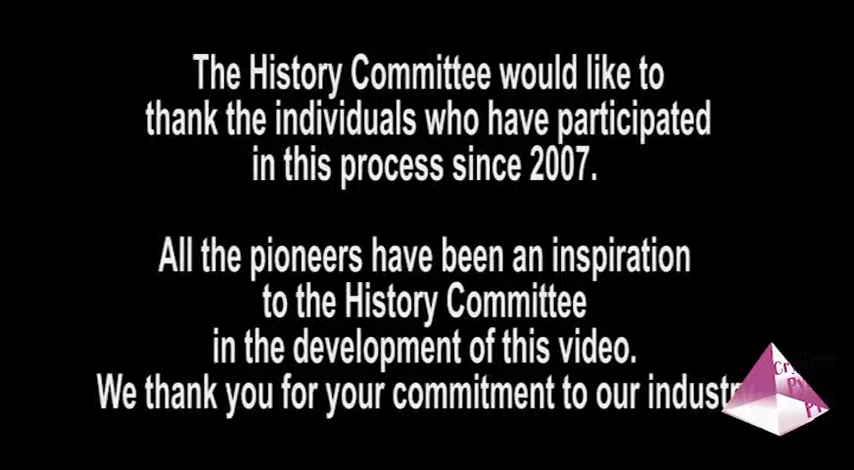 The History Committee would like to
thank the individuals who have participated
in this process since 2007.
All the pioneers have been an inspiration
to the History Committee
in the development of this video.
We thank you for your commitment to our